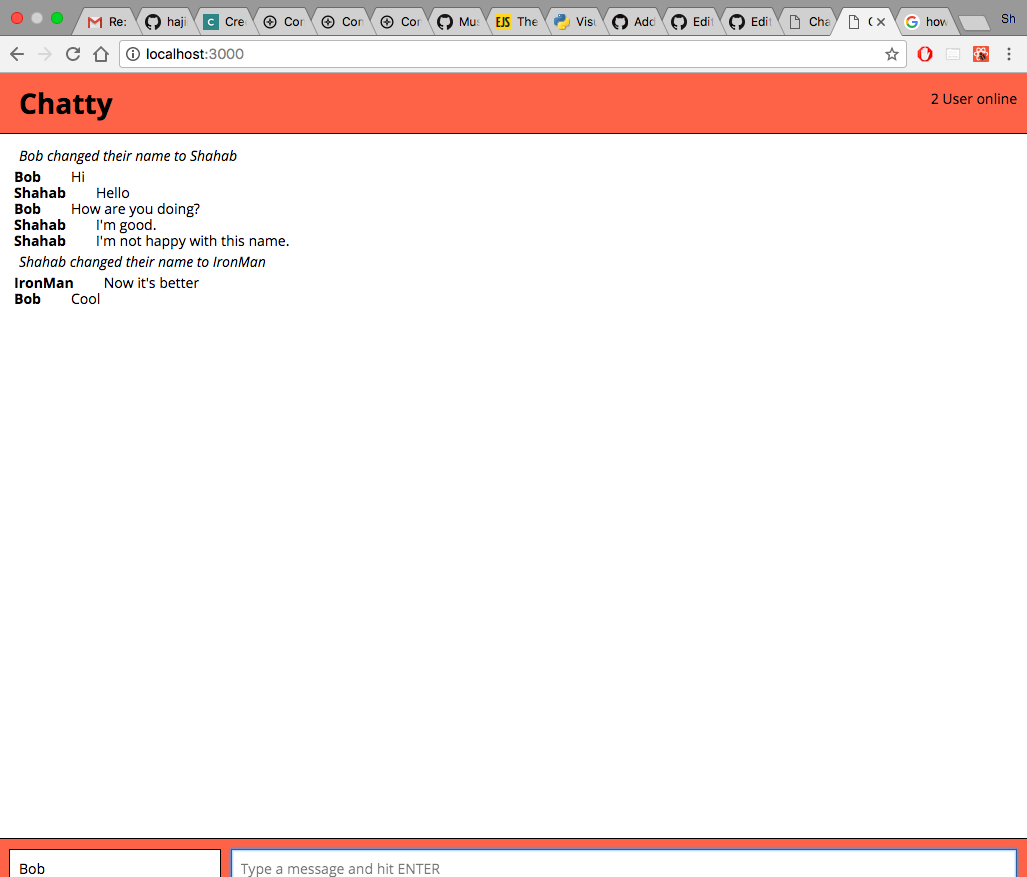 Re: haji Cre Cor Cor Cor Mus EJS The Visu Add Edit Edit Cha how Sh
localhost:3000
Chatty 2 User online
Bob changed their name to Shahab
Bob Hi
Shahab Hello
Bob How are you doing?
Shahab I'm good.
Shahab I'm not happy with this name.
Shahab changed their name to IronMan
IronMan Now it's better
Bob Cool
Bob Type a message and hit ENTER